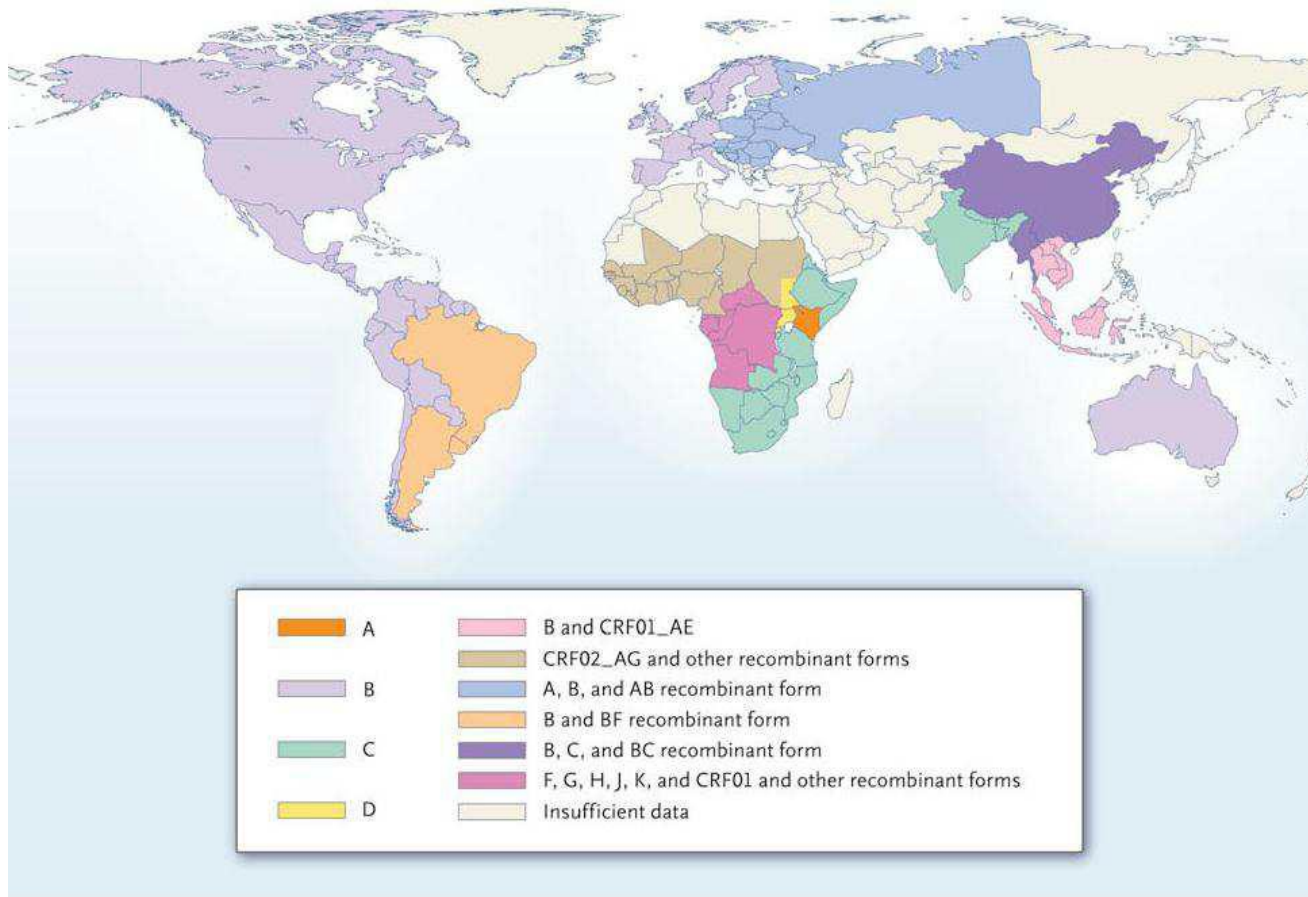 A
B
C
D
B and CRF01_AE
CRF02_AG and other recombinant forms
A, B, and AB recombinant form
B and BF recombinant form
B, C, and BC recombinant form
F, G, H, J, K, and CRF01 and other recombinant forms
Insufficient data